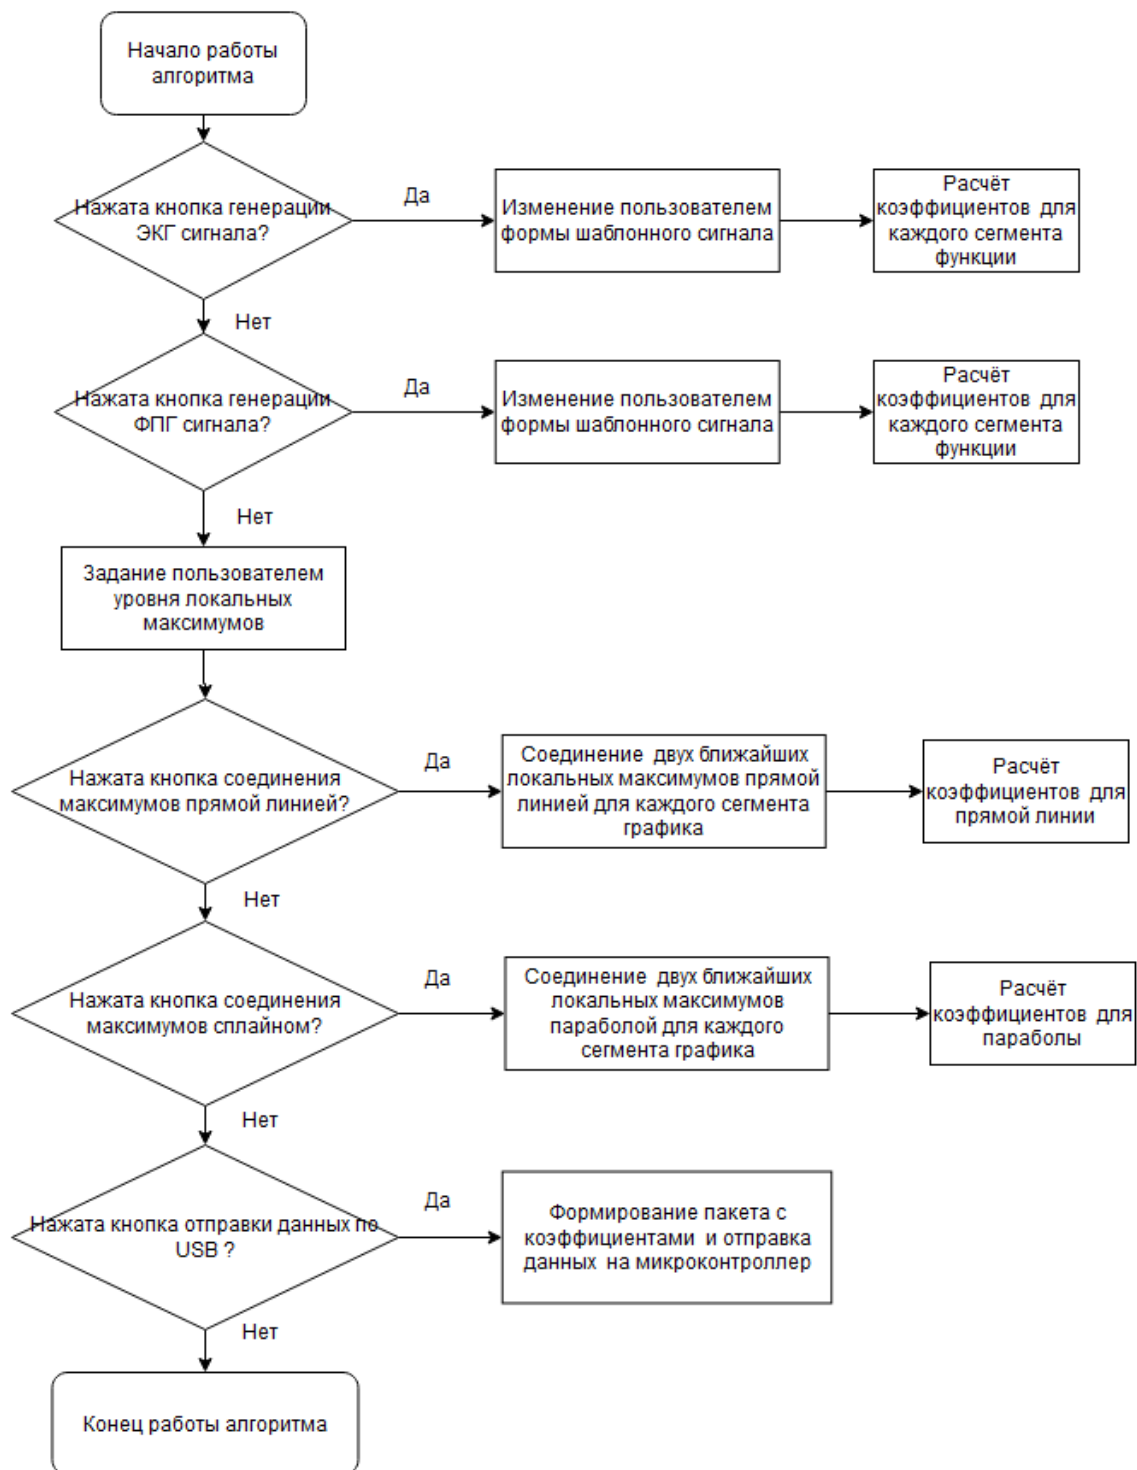 Начало работы
алгоритма
Нажата кнопка генерации
ЭКГ сигнала?
Да
Изменение пользователем
формы шаблонного сигнала
Расчёт
коэффициентов для
каждого сегмента
функции
Нет
Нажата кнопка генерации
ФПГ сигнала?
Да
Изменение пользователем
формы шаблонного сигнала
Расчёт
коэффициентов для
каждого сегмента
функции
Нет
Задание пользователем
уровня локальных
максимумов
Нажата кнопка соединения
максимумов прямой линией?
Да
Соединение двух ближайших
локальных максимумов прямой
линией для каждого сегмента
графика
Расчёт
коэффициентов для
прямой линии
Нет
Нажата кнопка соединения
максимумов сплайном?
Да
Соединение двух ближайших
локальных максимумов
параболой для каждого
сегмента графика
Расчёт
коэффициентов для
параболы
Нет
Нажата кнопка отправки данных по
USB ?
Да
Формирование пакета с
коэффициентами и отправка
данных на микроконтроллер
Нет
Конец работы алгоритма